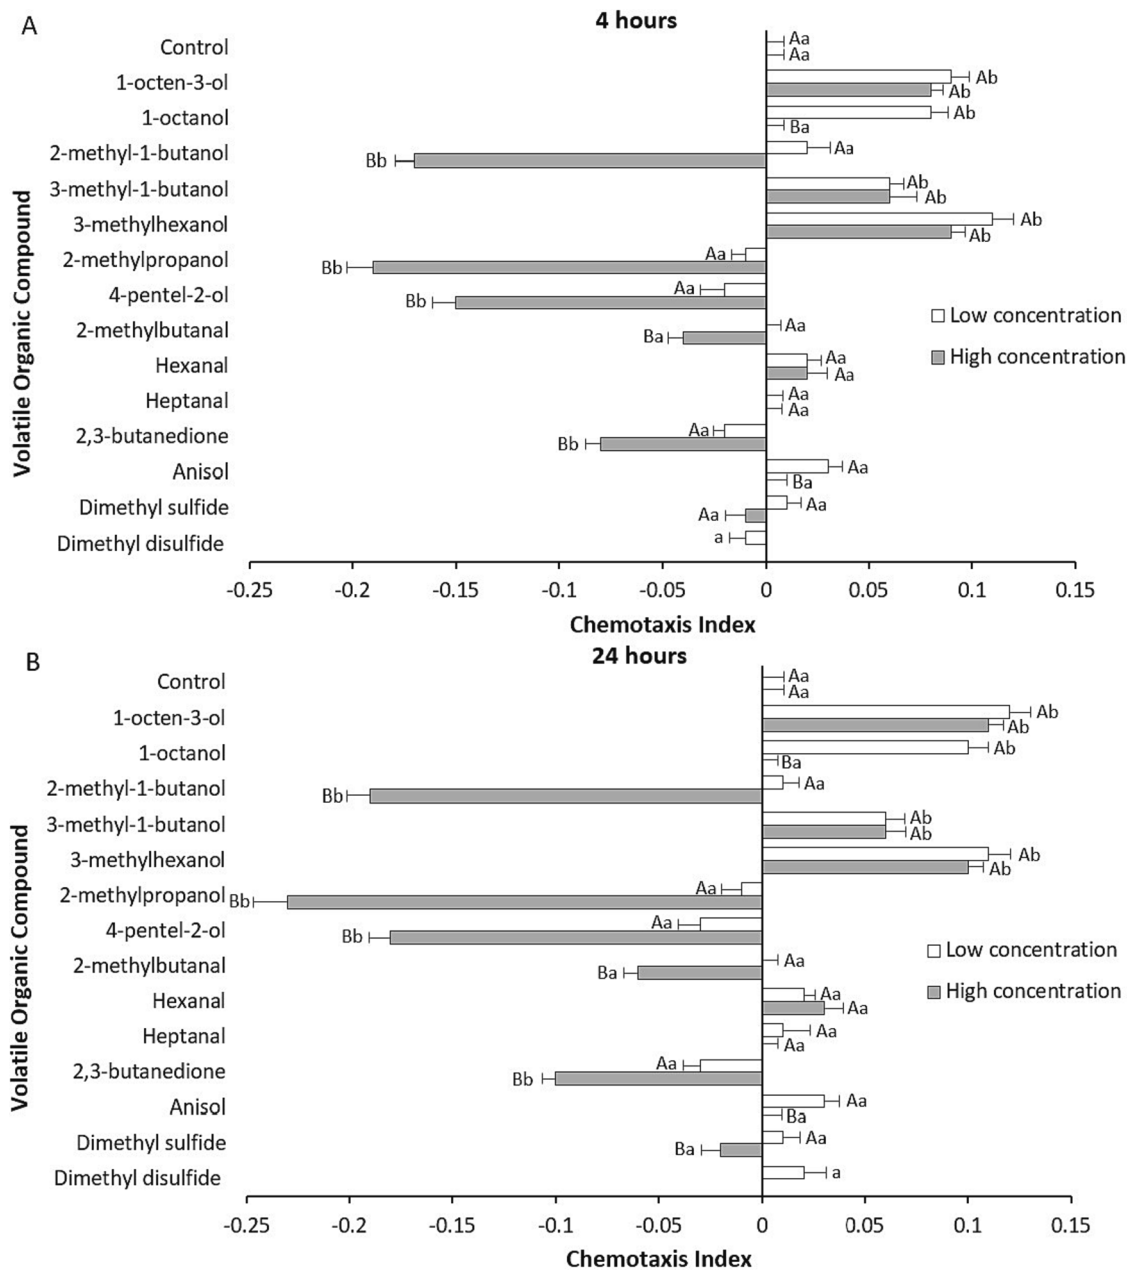 A
4 hours
Volatile Organic Compound
Control Aa
Aa
1-octen-3-ol Ab
Ab
1-octanol Ab
Ba
2-methyl-1-butanol Aa
Bb
3-methyl-1-butanol Ab
Ab
3-methylhexanol Ab
Ab
2-methylpropanol Aa
Bb
4-pentel-2-ol Aa
Bb
2-methylbutanal Aa
Ba
Hexanal Aa
Aa
Heptanal Aa
Aa
2,3-butanedione Aa
Bb
Anisol Aa
Ba
Dimethyl sulfide Aa
Aa
Dimethyl disulfide a
Low concentration
High concentration
-0.25 -0.2 -0.15 -0.1 -0.05 0 0.05 0.1 0.15
Chemotaxis Index
B
24 hours
Volatile Organic Compound
Control Aa
Aa
1-octen-3-ol Ab
Ab
1-octanol Ab
Ba
2-methyl-1-butanol Aa
Bb
3-methyl-1-butanol Ab
Ab
3-methylhexanol Ab
Ab
2-methylpropanol Aa
Bb
4-pentel-2-ol Aa
Bb
2-methylbutanal Aa
Ba
Hexanal Aa
Aa
Heptanal Aa
Aa
2,3-butanedione Aa
Bb
Anisol Aa
Ba
Dimethyl sulfide Aa
Ba
Dimethyl disulfide a
Low concentration
High concentration
-0.25 -0.2 -0.15 -0.1 -0.05 0 0.05 0.1 0.15
Chemotaxis Index